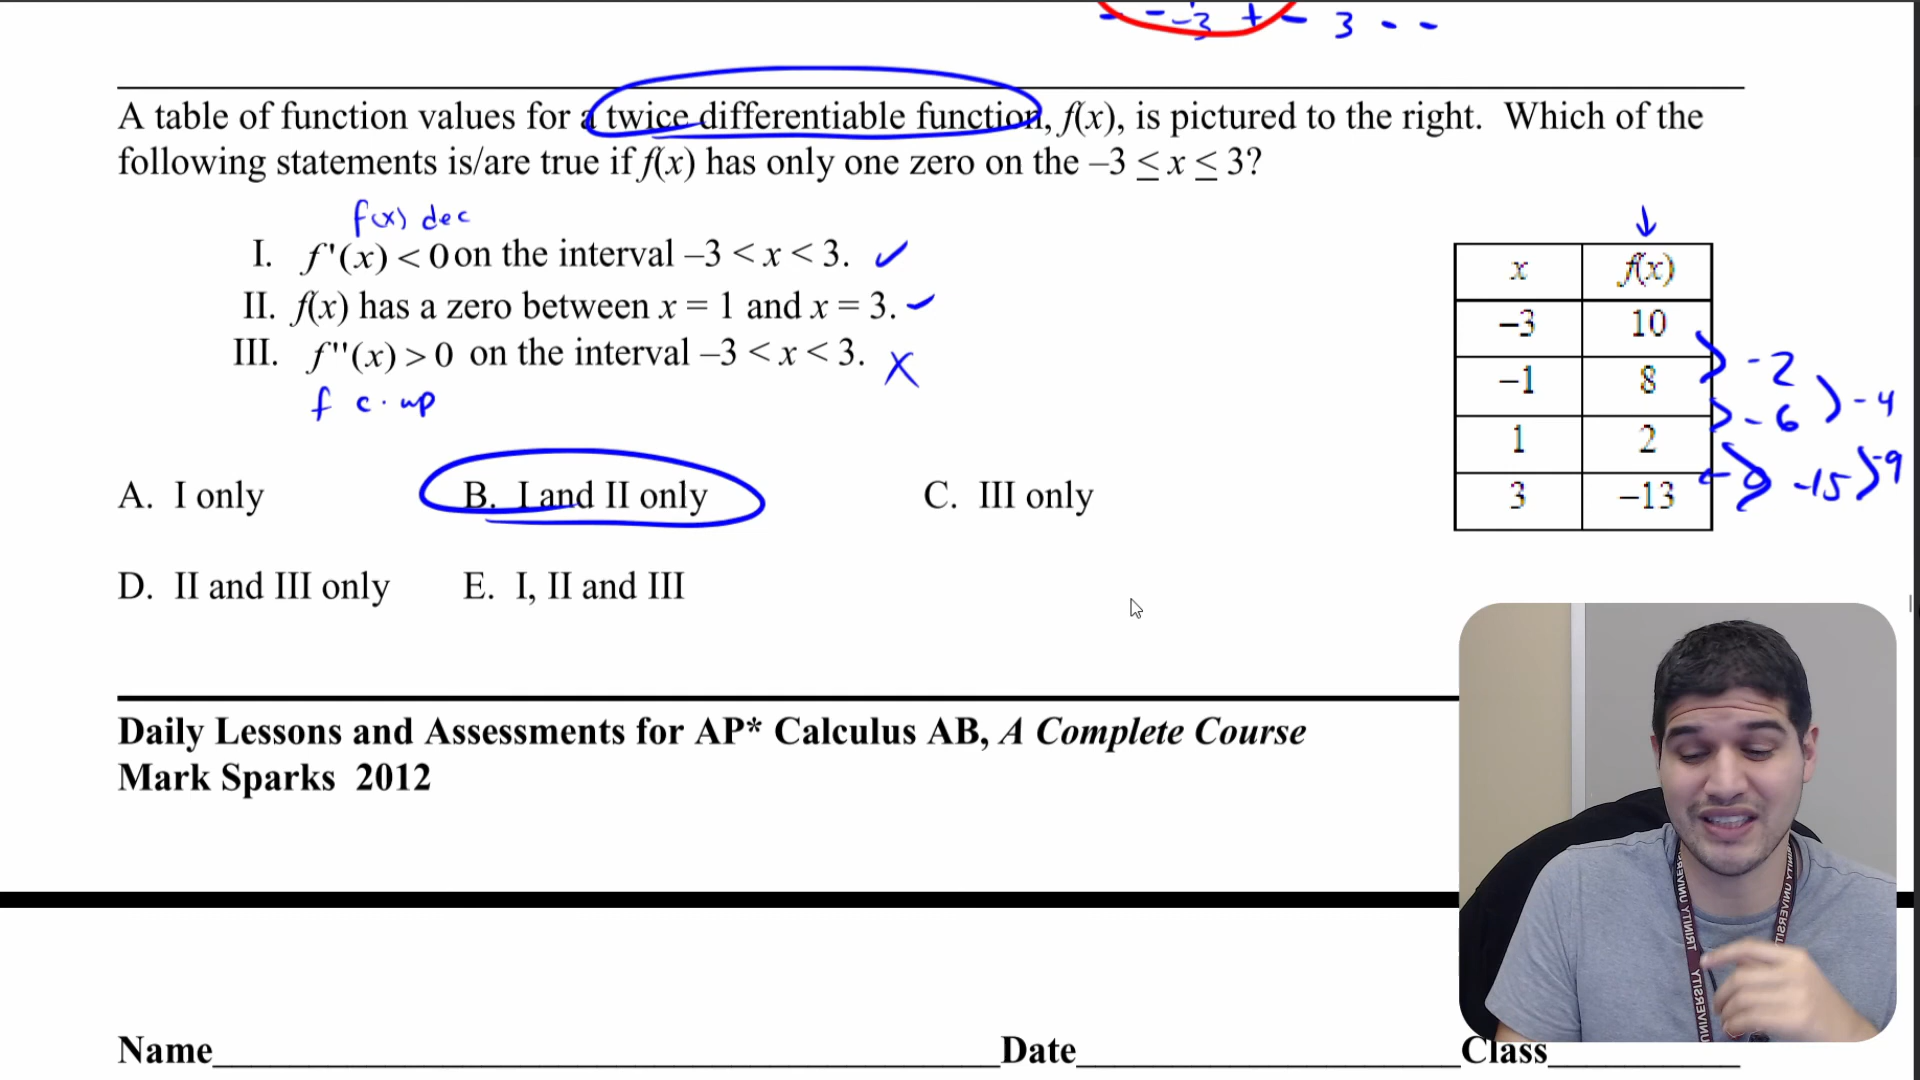 - - -3 + - 3 - -
A table of function values for a twice differentiable function, f(x), is pictured to the right. Which of the
following statements is/are true if f(x) has only one zero on the –3 ≤ x ≤ 3?
f(x) dec
I. f'(x) < 0 on the interval –3 < x < 3. ✓
II. f(x) has a zero between x = 1 and x = 3. ✓
III. f''(x) > 0 on the interval –3 < x < 3. X
f c. up
x f(x)
–3 10
–1 8
1 2
3 –13
-2
-6
-4
-15
-9
A. I only B. I and II only C. III only
D. II and III only E. I, II and III
Daily Lessons and Assessments for AP* Calculus AB, A Complete Course
Mark Sparks 2012
TRINITY UNIVERSITY
Name Date Class